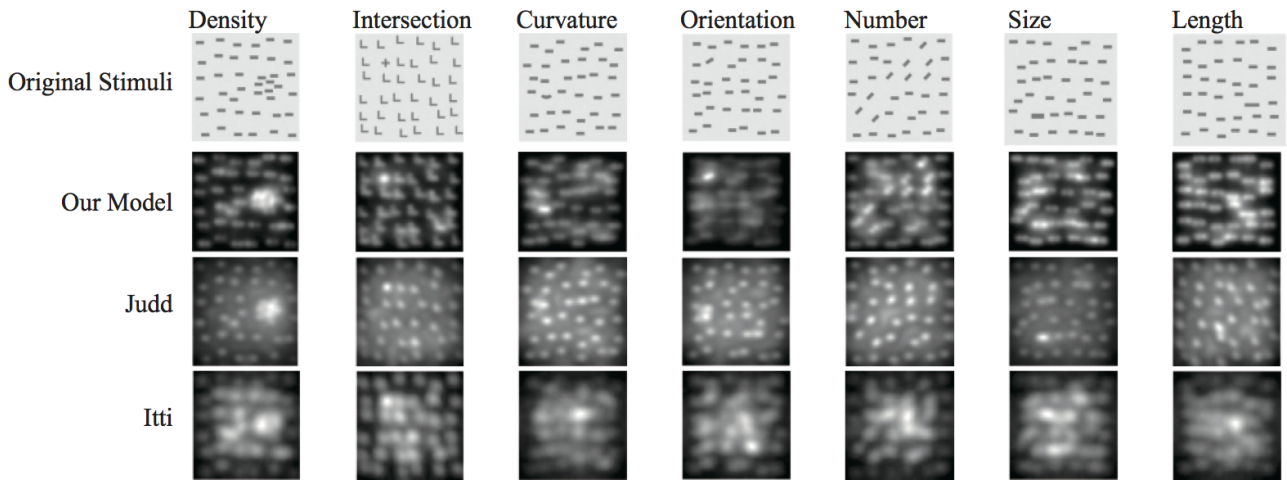 Density Intersection Curvature Orientation Number Size Length
Original Stimuli
Our Model
Judd
Itti